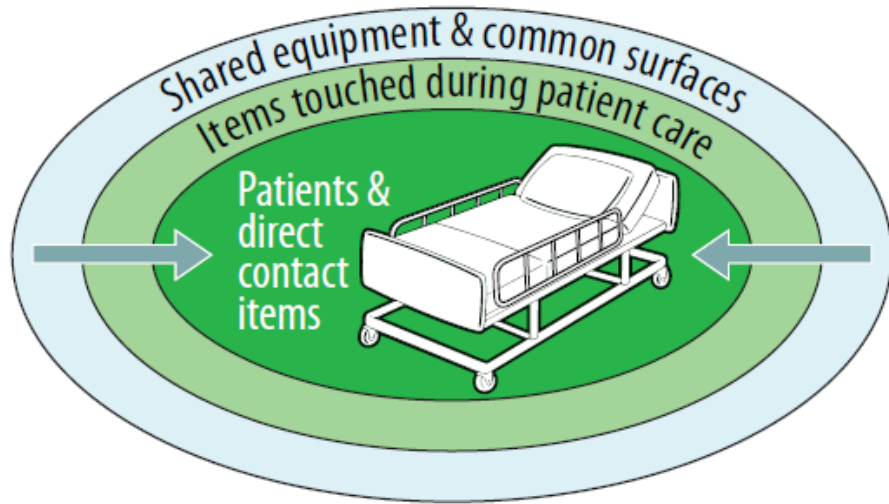 Shared equipment & common surfaces
Items touched during patient care
Patients &
direct
contact
items